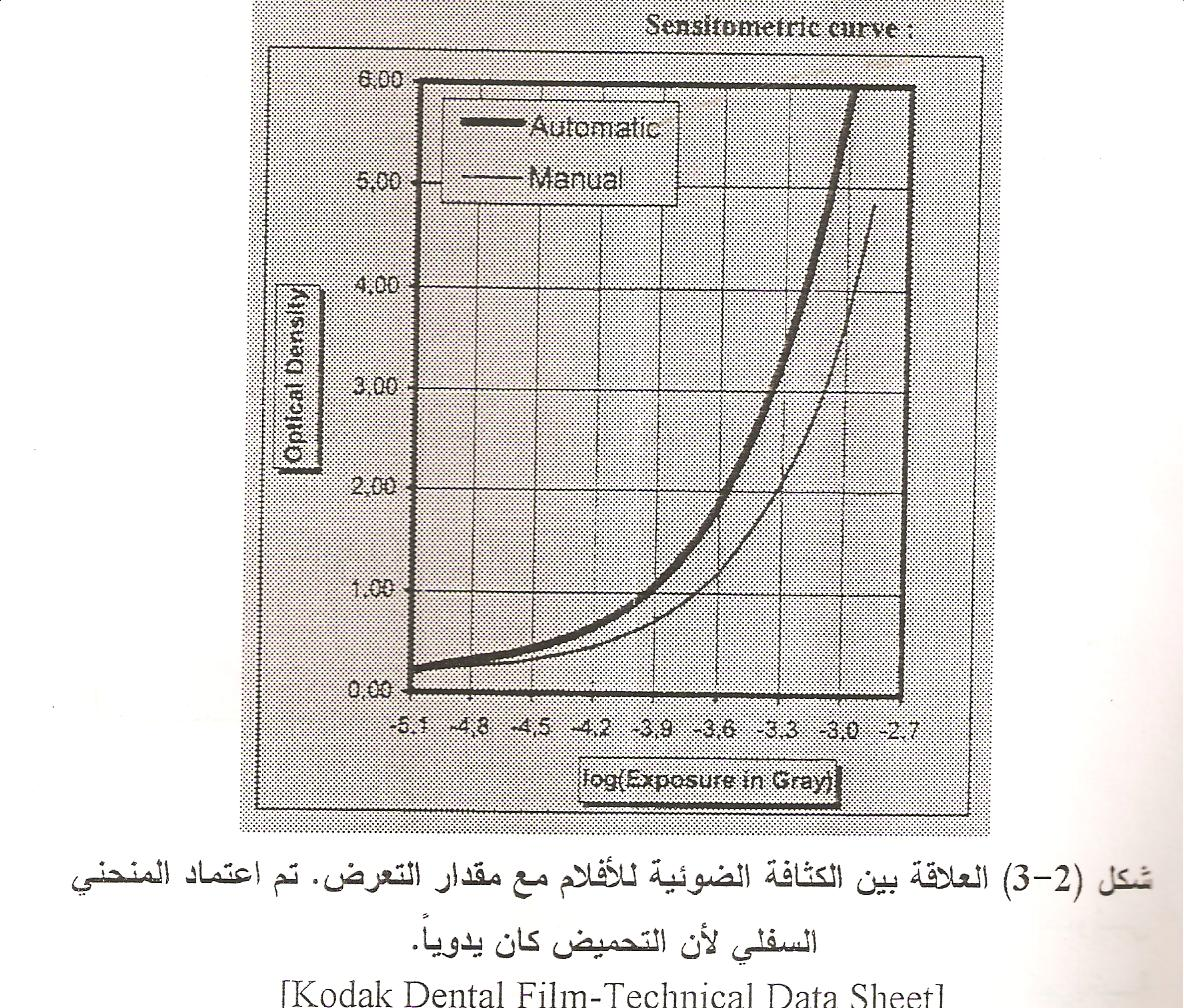 Sensitometric curve :
6,00
Automatic
5,00
Manual
4,00
Optical Density
3,00
2,00
1,00
0,00
-5.1 -4,8 -4,5 -4,2 -3,9 -3,6 -3.3 -3,0 -2.7
log(Exposure in Gray)
شكل (2-3) العلاقة بين الكثافة الضوئية للأفلام مع مقدار التعرض. تم اعتماد المنحني
السفلي لأن التحميض كان يدوياً.
[Kodak Dental Film-Technical Data Sheet]